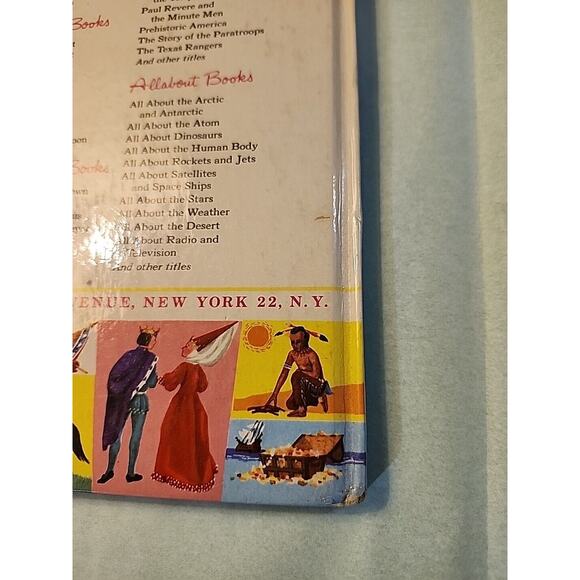 Paul Revere and
the Minute Men
Prehistoric America
The Story of the Paratroops
The Texas Rangers
And other titles
Books
Allabout Books
All About the Arctic
and Antarctic
All About the Atom
All About Dinosaurs
All About the Human Body
All About Rockets and Jets
All About Satellites
and Space Ships
All About the Stars
All About the Weather
All About the Desert
All About Radio and
Television
And other titles
Books
VENUE, NEW YORK 22, N.Y.